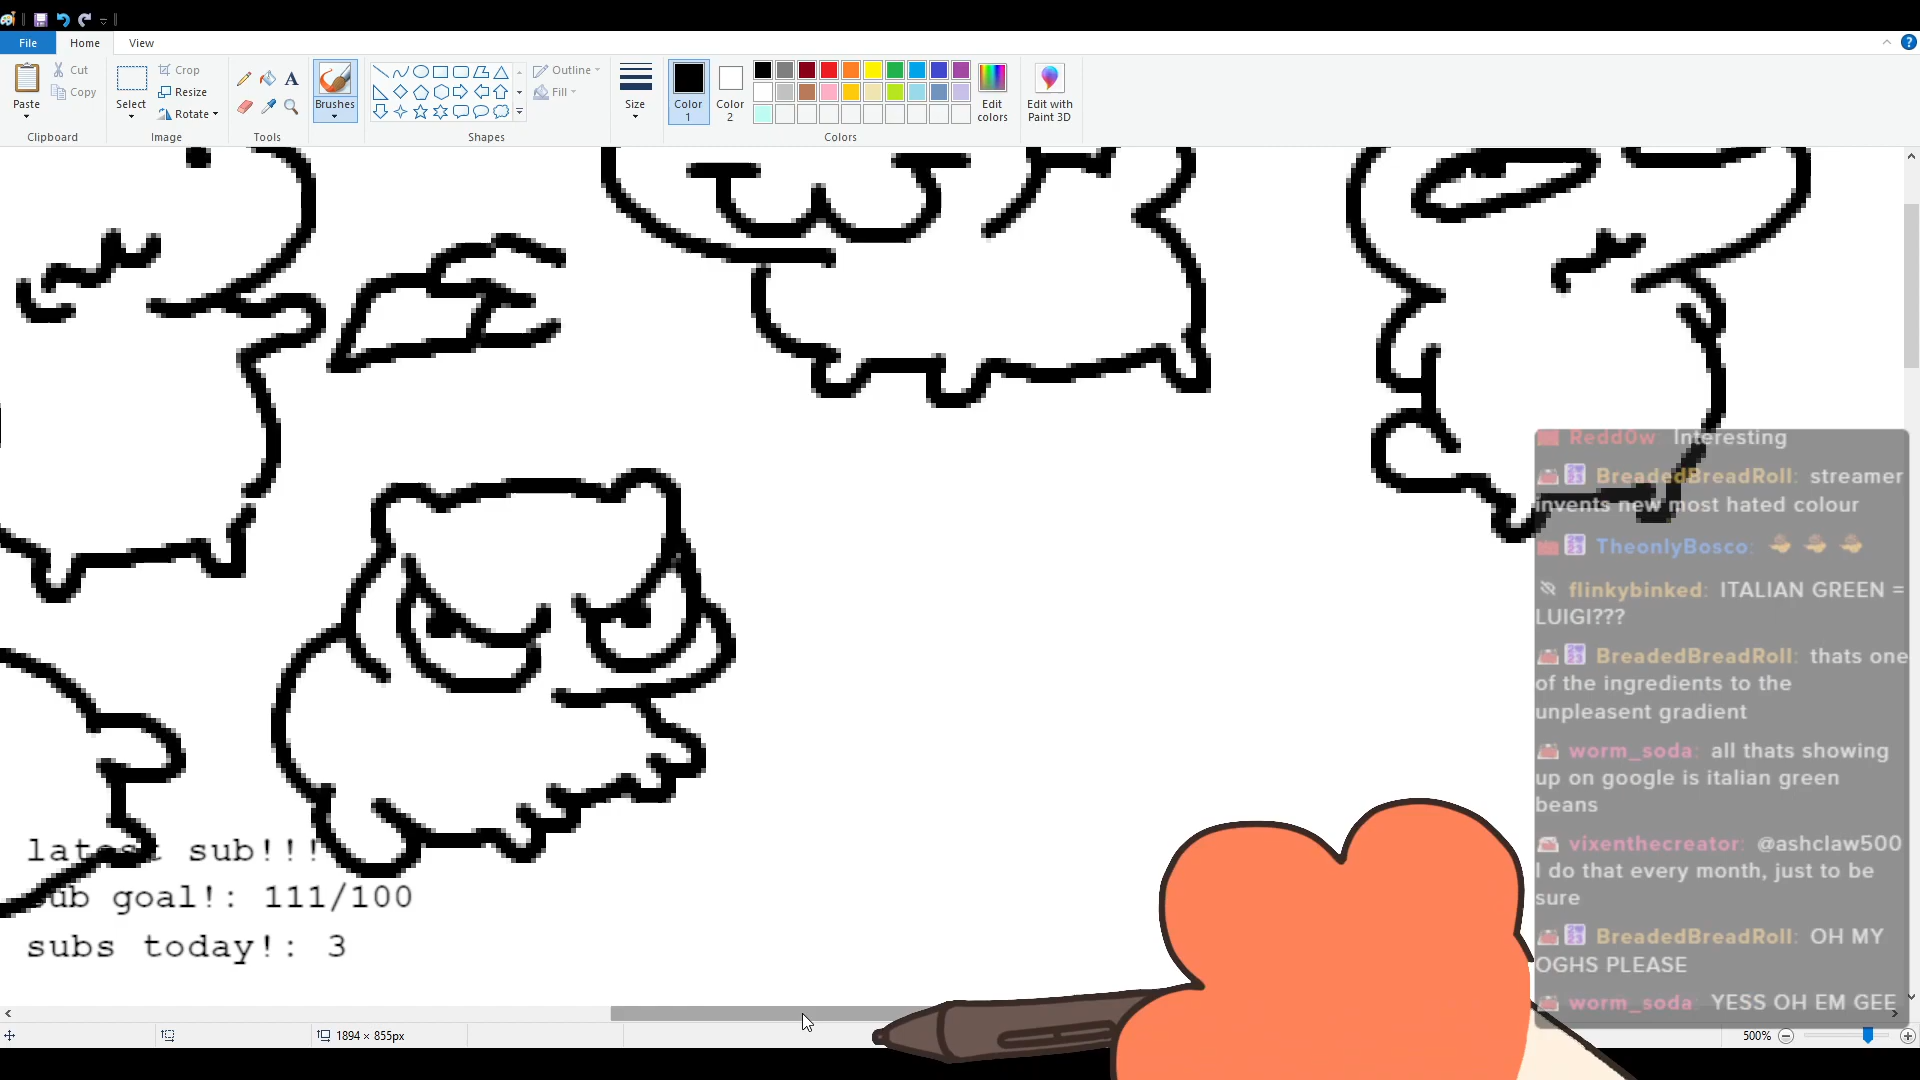 File Home View
Paste Cut Copy Clipboard
Select Crop Resize Rotate Image
Tools
Brushes
Shapes Outline Fill
Size
Color 1 Color 2 Edit colors Colors
Edit with Paint 3D
ReddOw: Interesting
BreadedBreadRoll: streamer
invents new most hated colour
TheonlyBosco:
flinkybinked: ITALIAN GREEN =
LUIGI???
BreadedBreadRoll: thats one
of the ingredients to the
unpleasent gradient
worm_soda: all thats showing
up on google is italian green
beans
vixenthecreator: @ashclaw500
I do that every month, just to be
sure
BreadedBreadRoll: OH MY
OGHS PLEASE
worm_soda: YESS OH EM GEE
latest sub!!!
sub goal!: 111/100
subs today!: 3
1894 × 855px
500%